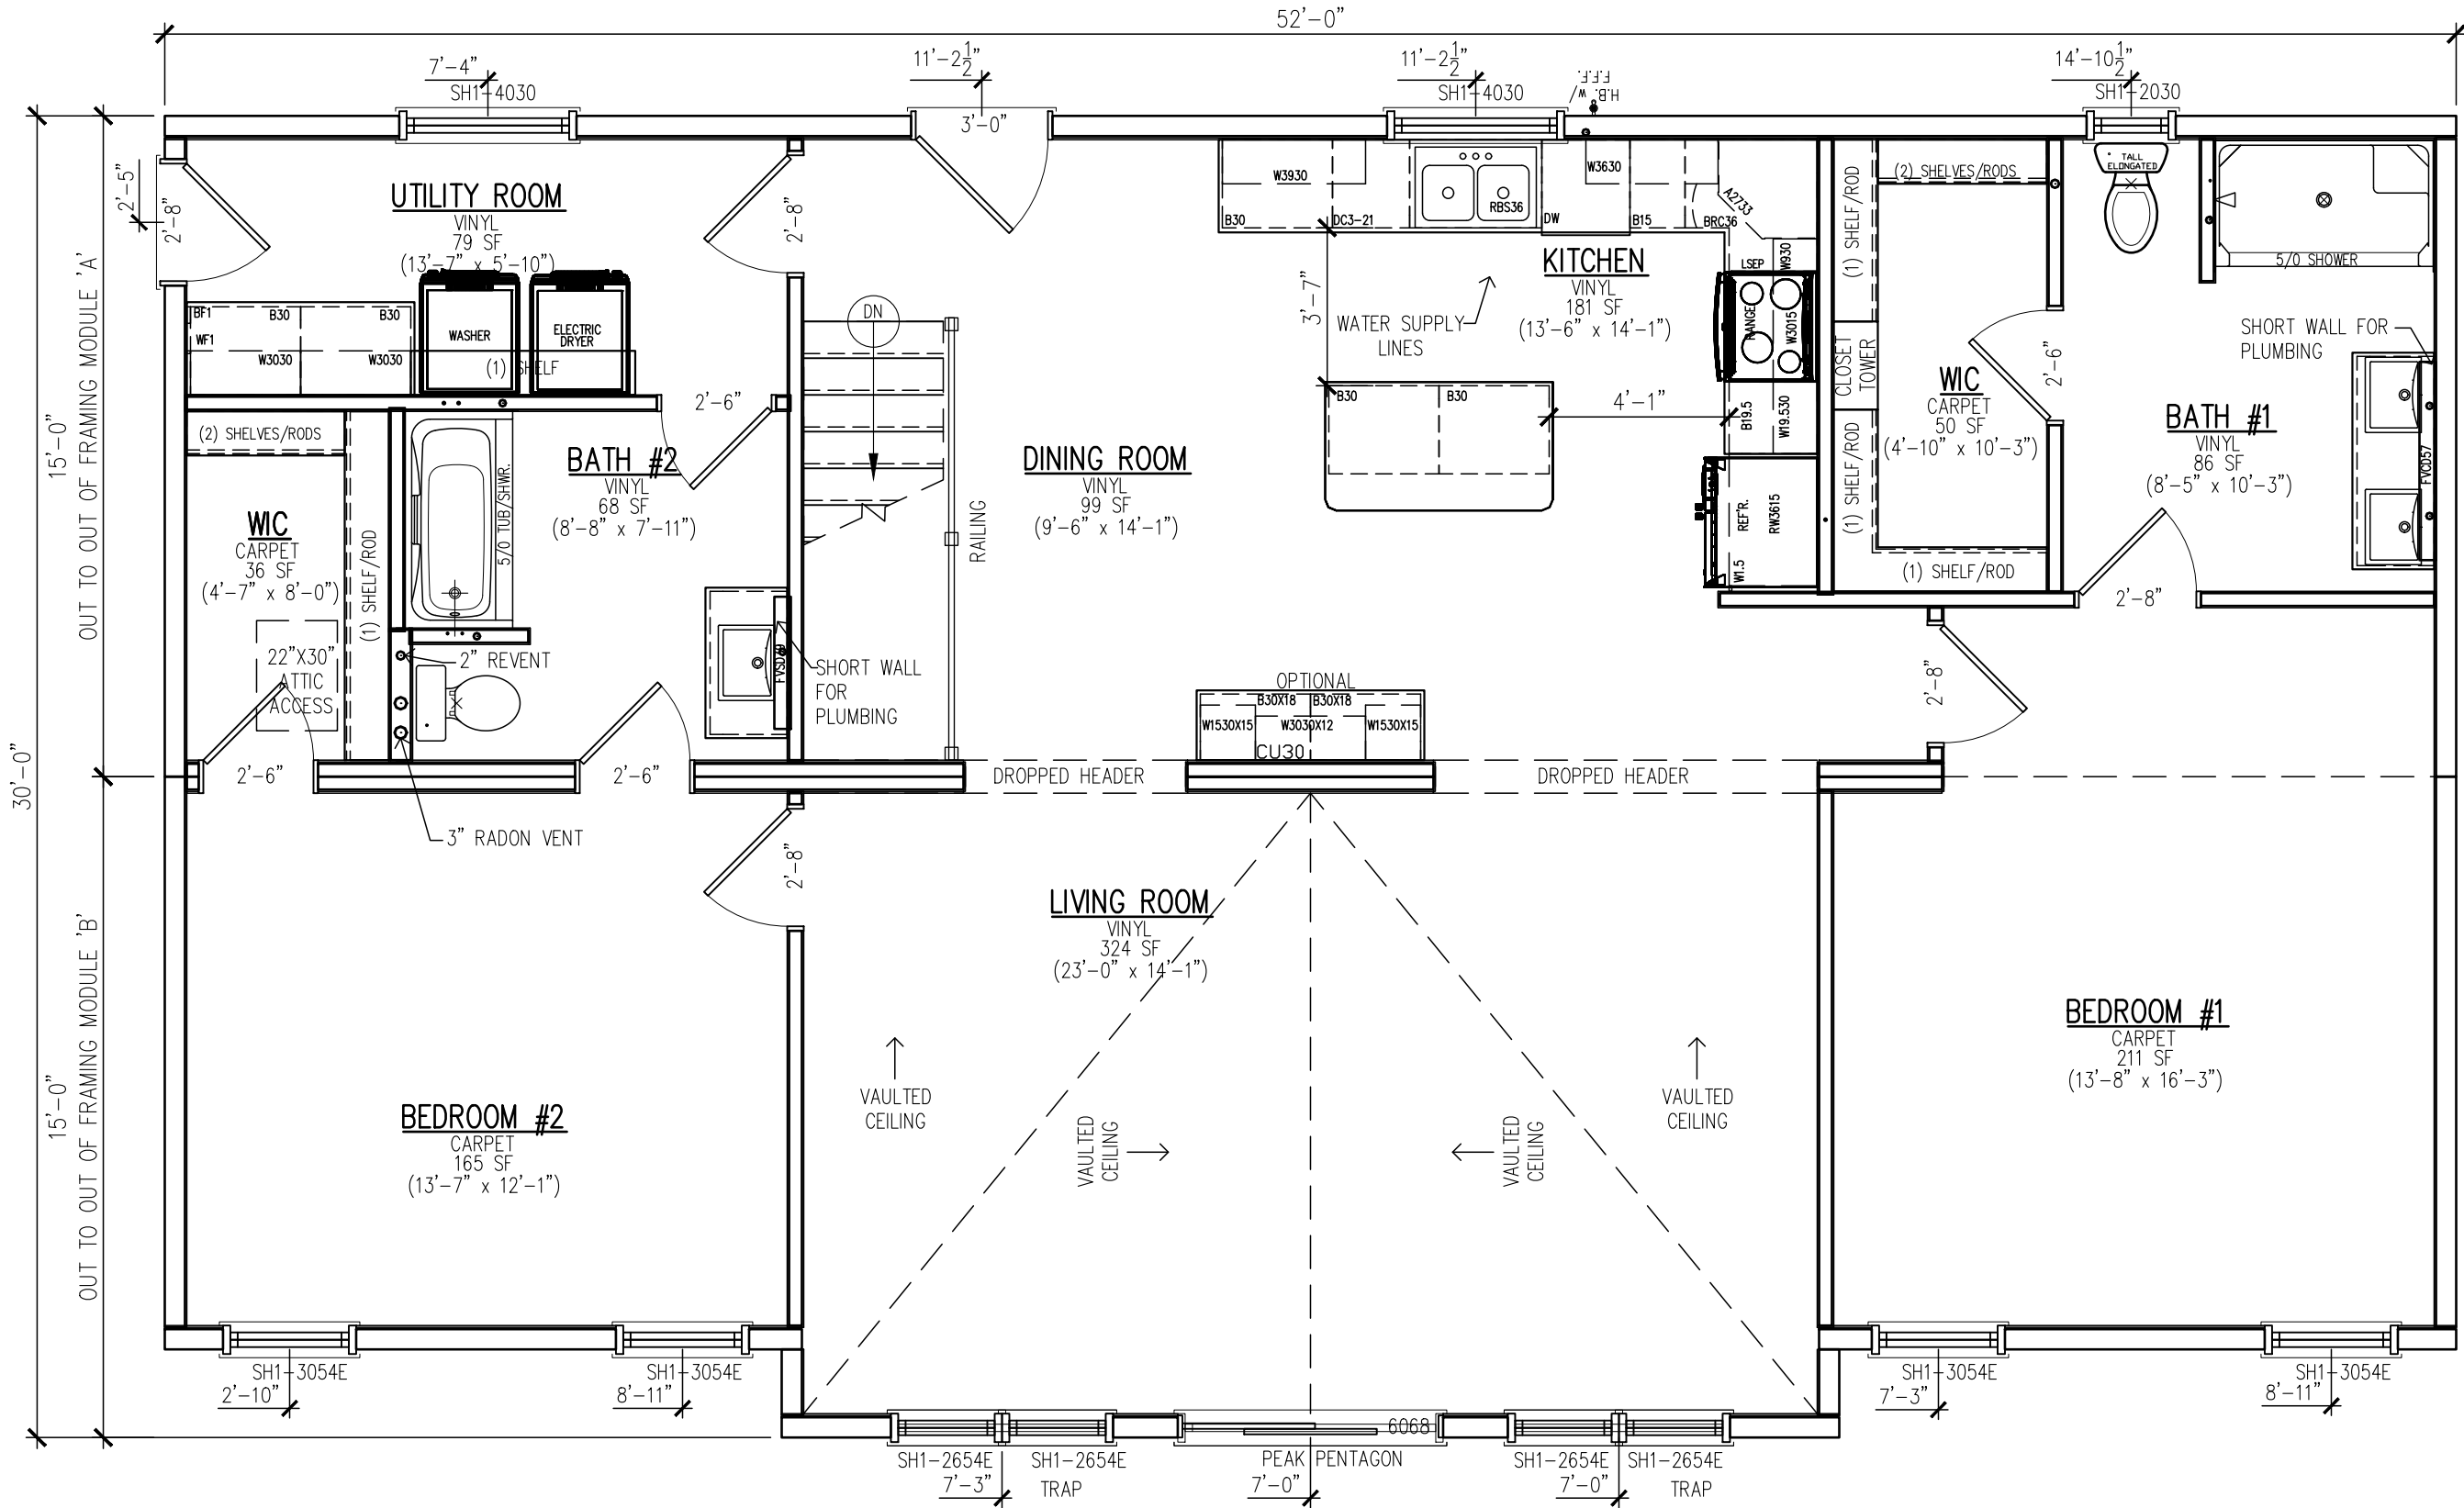 52'-0"
7'-4"
SH1-4030
11'-2½"
3'-0"
11'-2½"
SH1-4030
H.B. W/
F.F.F.
14'-10½"
SH1-2030
2'-5"
2'-8"
UTILITY ROOM
VINYL
79 SF
(13'-7" x 5'-10")
2'-8"
BF1
WF1
B30
B30
W3030
W3030
WASHER
ELECTRIC
DRYER
(1) SHELF
DN
RAILING
W3930
B30
DC3-21
RBS36
DW
W3630
B15
BRC36
A2733
KITCHEN
VINYL
181 SF
(13'-6" x 14'-1")
3'-7"
WATER SUPPLY
LINES
LSEP
W930
RANGE
W3015
B30
B30
4'-1"
B19.5
W19.530
REF'R.
RW3615
W1.5
DINING ROOM
VINYL
99 SF
(9'-6" x 14'-1")
(1) SHELF/ROD
(2) SHELVES/RODS
CLOSET
TOWER
WIC
CARPET
50 SF
(4'-10" x 10'-3")
(1) SHELF/ROD
(1) SHELF/ROD
2'-6"
TALL
ELONGATED
5/0 SHOWER
SHORT WALL FOR
PLUMBING
BATH #1
VINYL
86 SF
(8'-5" x 10'-3")
FVCD57
2'-8"
2'-8"
15'-0"
OUT TO OUT OF FRAMING MODULE 'A'
30'-0"
(2) SHELVES/RODS
WIC
CARPET
36 SF
(4'-7" x 8'-0")
(1) SHELF/ROD
22"X30"
ATTIC
ACCESS
5/0 TUB/SHWR.
2'-6"
BATH #2
VINYL
68 SF
(8'-8" x 7'-11")
2" REVENT
SHORT WALL
FOR
PLUMBING
2'-6"
2'-6"
3" RADON VENT
OPTIONAL
B30X18
B30X18
W1530X15
W3030X12
W1530X15
CU30
DROPPED HEADER
DROPPED HEADER
15'-0"
OUT TO OUT OF FRAMING MODULE 'B'
2'-8"
LIVING ROOM
VINYL
324 SF
(23'-0" x 14'-1")
BEDROOM #2
CARPET
165 SF
(13'-7" x 12'-1")
VAULTED
CEILING
VAULTED
CEILING
VAULTED
CEILING
VAULTED
CEILING
BEDROOM #1
CARPET
211 SF
(13'-8" x 16'-3")
SH1-3054E
2'-10"
SH1-3054E
8'-11"
SH1-3054E
7'-3"
SH1-3054E
8'-11"
6068
SH1-2654E
SH1-2654E
7'-3"
TRAP
PEAK PENTAGON
7'-0"
SH1-2654E
SH1-2654E
7'-0"
TRAP